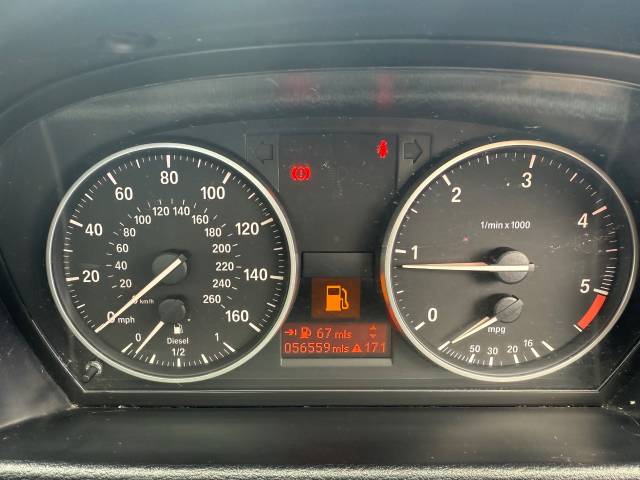 0 20 40 60 80 100 120 140 160
mph
0 20 40 60 80 100 120 140 160 180 200 220 240 260
km/h
0 1/2 1
Diesel
67 mls
056559 mls 171
0 1 2 3 4 5
1/min x 1000
50 30 20 16
mpg